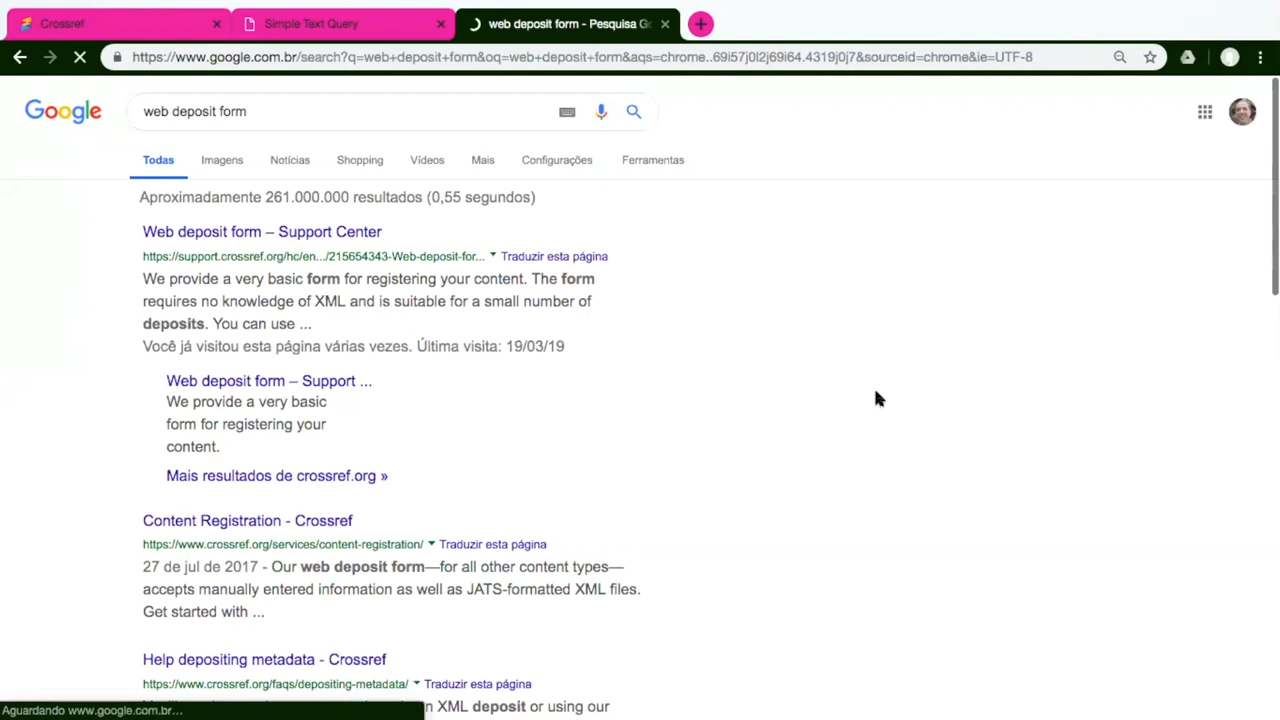 Crossref
Simple Text Query
web deposit form - Pesquisa Go
https://www.google.com.br/search?q=web+deposit+form&oq=web+deposit+form&aqs=chrome..69i57j0l2j69i64.4319j0j7&sourceid=chrome&ie=UTF-8
Google
web deposit form
Todas Imagens Notícias Shopping Vídeos Mais Configurações Ferramentas
Aproximadamente 261.000.000 resultados (0,55 segundos)
Web deposit form – Support Center
https://support.crossref.org/hc/en.../215654343-Web-deposit-for... Traduzir esta página
We provide a very basic form for registering your content. The form
requires no knowledge of XML and is suitable for a small number of
deposits. You can use ...
Você já visitou esta página várias vezes. Última visita: 19/03/19
Web deposit form – Support ...
We provide a very basic
form for registering your
content.
Mais resultados de crossref.org »
Content Registration - Crossref
https://www.crossref.org/services/content-registration/ Traduzir esta página
27 de jul de 2017 - Our web deposit form—for all other content types—
accepts manually entered information as well as JATS-formatted XML files.
Get started with ...
Help depositing metadata - Crossref
https://www.crossref.org/faqs/depositing-metadata/ Traduzir esta página
n XML deposit or using our
Aguardando www.google.com.br...